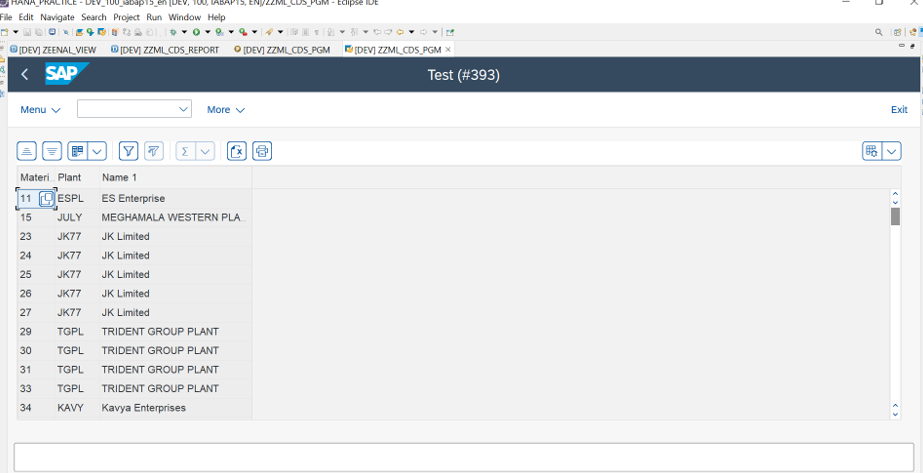 HANA_PRACTICE - DEV_100_iabap15_en [DEV, 100, IABAP15, EN]/ZZML_CDS_PGM - Eclipse IDE
File Edit Navigate Search Project Run Window Help
[DEV] ZEENAL_VIEW [DEV] ZZML_CDS_REPORT [DEV] ZZML_CDS_PGM [DEV] ZZML_CDS_PGM
SAP Test (#393)
Menu More Exit
Materi.. Plant Name 1
11 ESPL ES Enterprise
15 JULY MEGHAMALA WESTERN PLA..
23 JK77 JK Limited
24 JK77 JK Limited
25 JK77 JK Limited
26 JK77 JK Limited
27 JK77 JK Limited
29 TGPL TRIDENT GROUP PLANT
30 TGPL TRIDENT GROUP PLANT
31 TGPL TRIDENT GROUP PLANT
33 TGPL TRIDENT GROUP PLANT
34 KAVY Kavya Enterprises